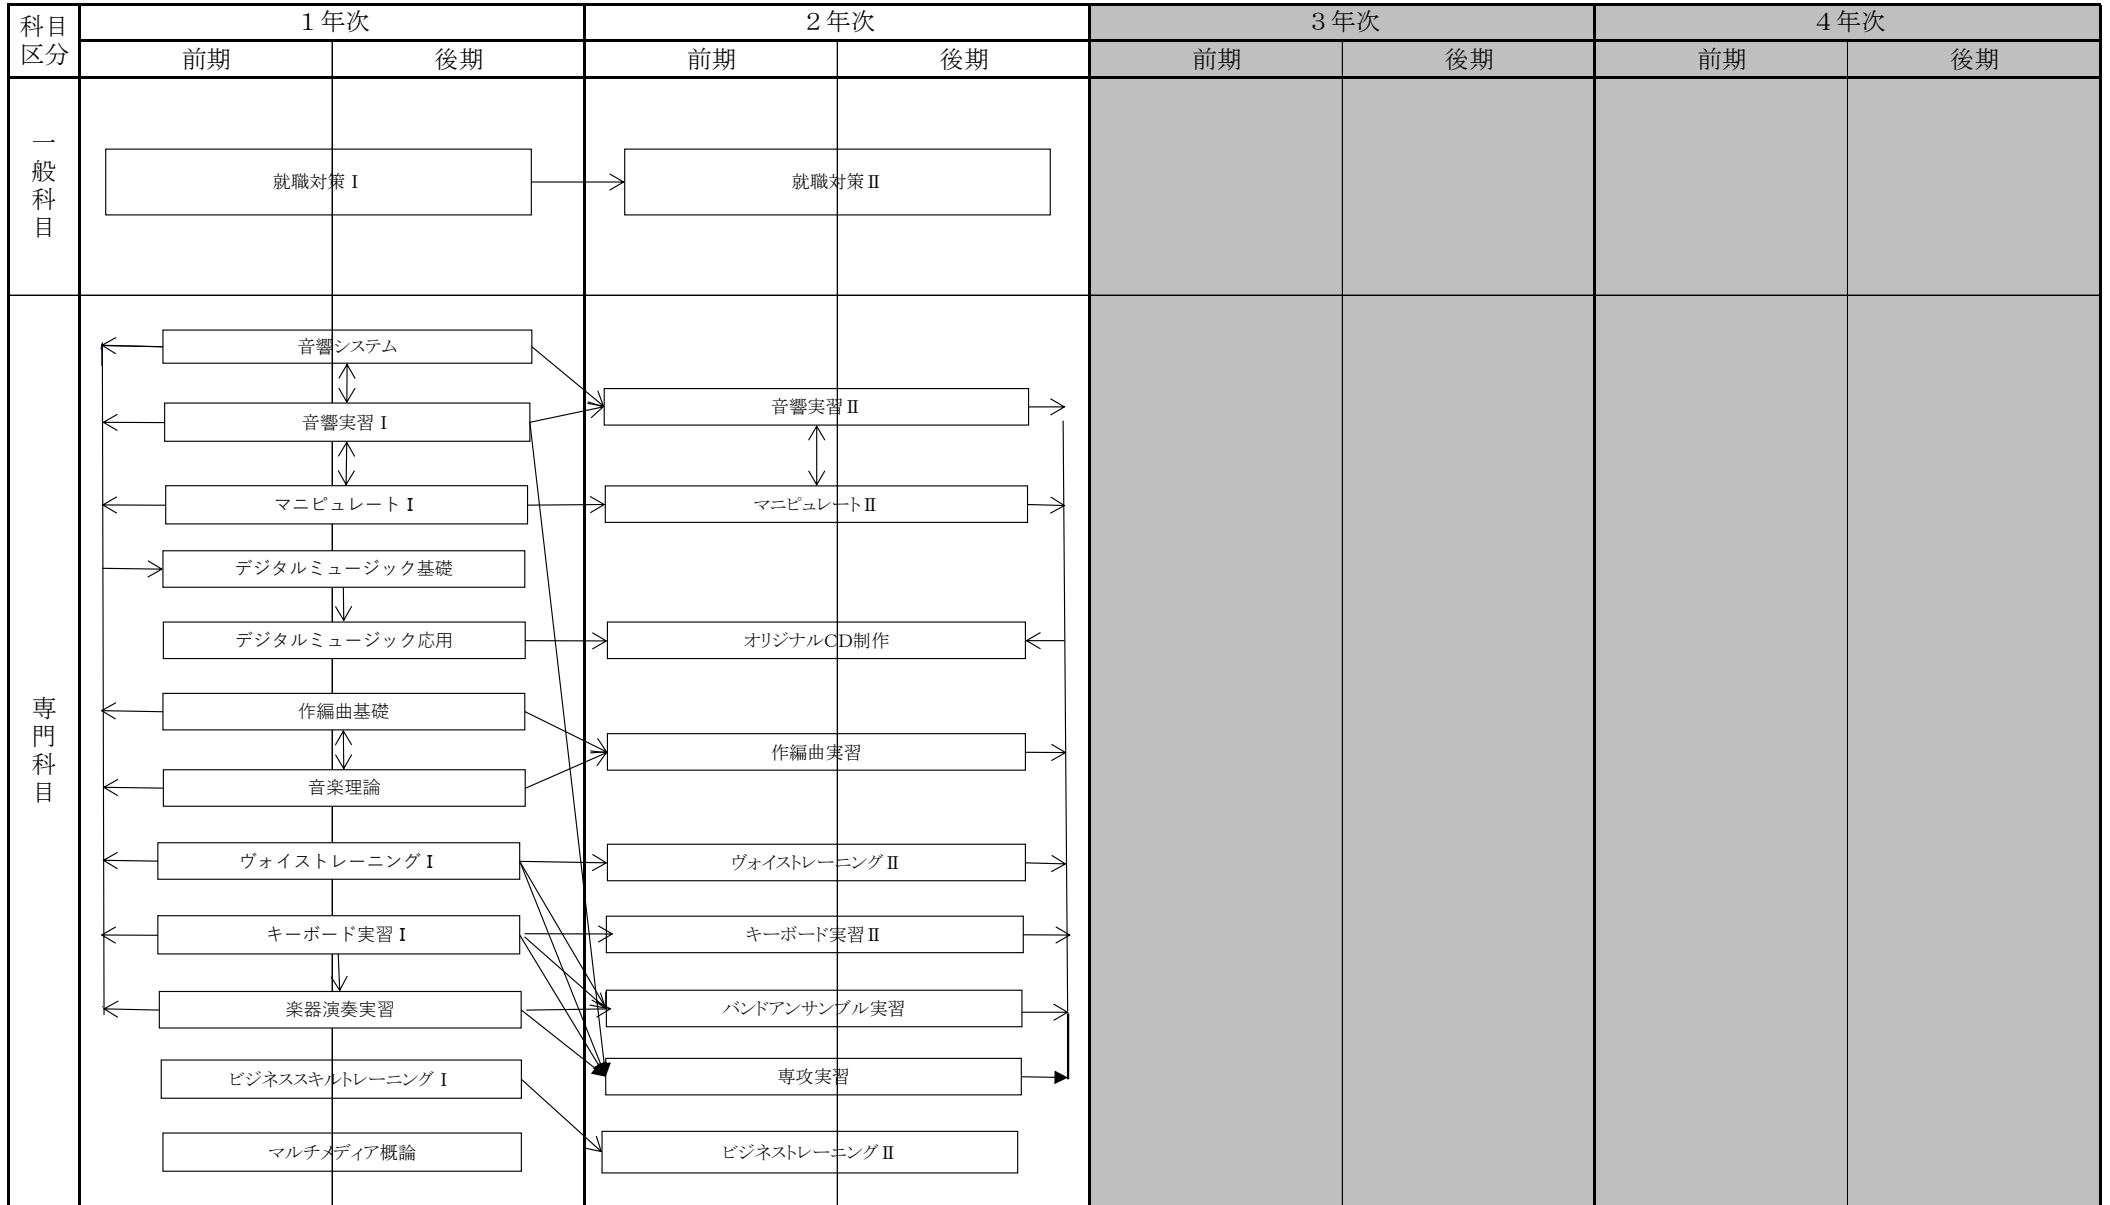 科目
区分
１年次
２年次
３年次
４年次
前期
後期
前期
後期
前期
後期
前期
後期
一般科目
就職対策Ⅰ
就職対策Ⅱ
専門科目
音響システム
音響実習Ⅰ
音響実習Ⅱ
マニピュレートⅠ
マニピュレートⅡ
デジタルミュージック基礎
デジタルミュージック応用
オリジナルCD制作
作編曲基礎
作編曲実習
音楽理論
ヴォイストレーニングⅠ
ヴォイストレーニングⅡ
キーボード実習Ⅰ
キーボード実習Ⅱ
楽器演奏実習
バンドアンサンブル実習
専攻実習
ビジネススキルトレーニングⅠ
マルチメディア概論
ビジネストレーニングⅡ